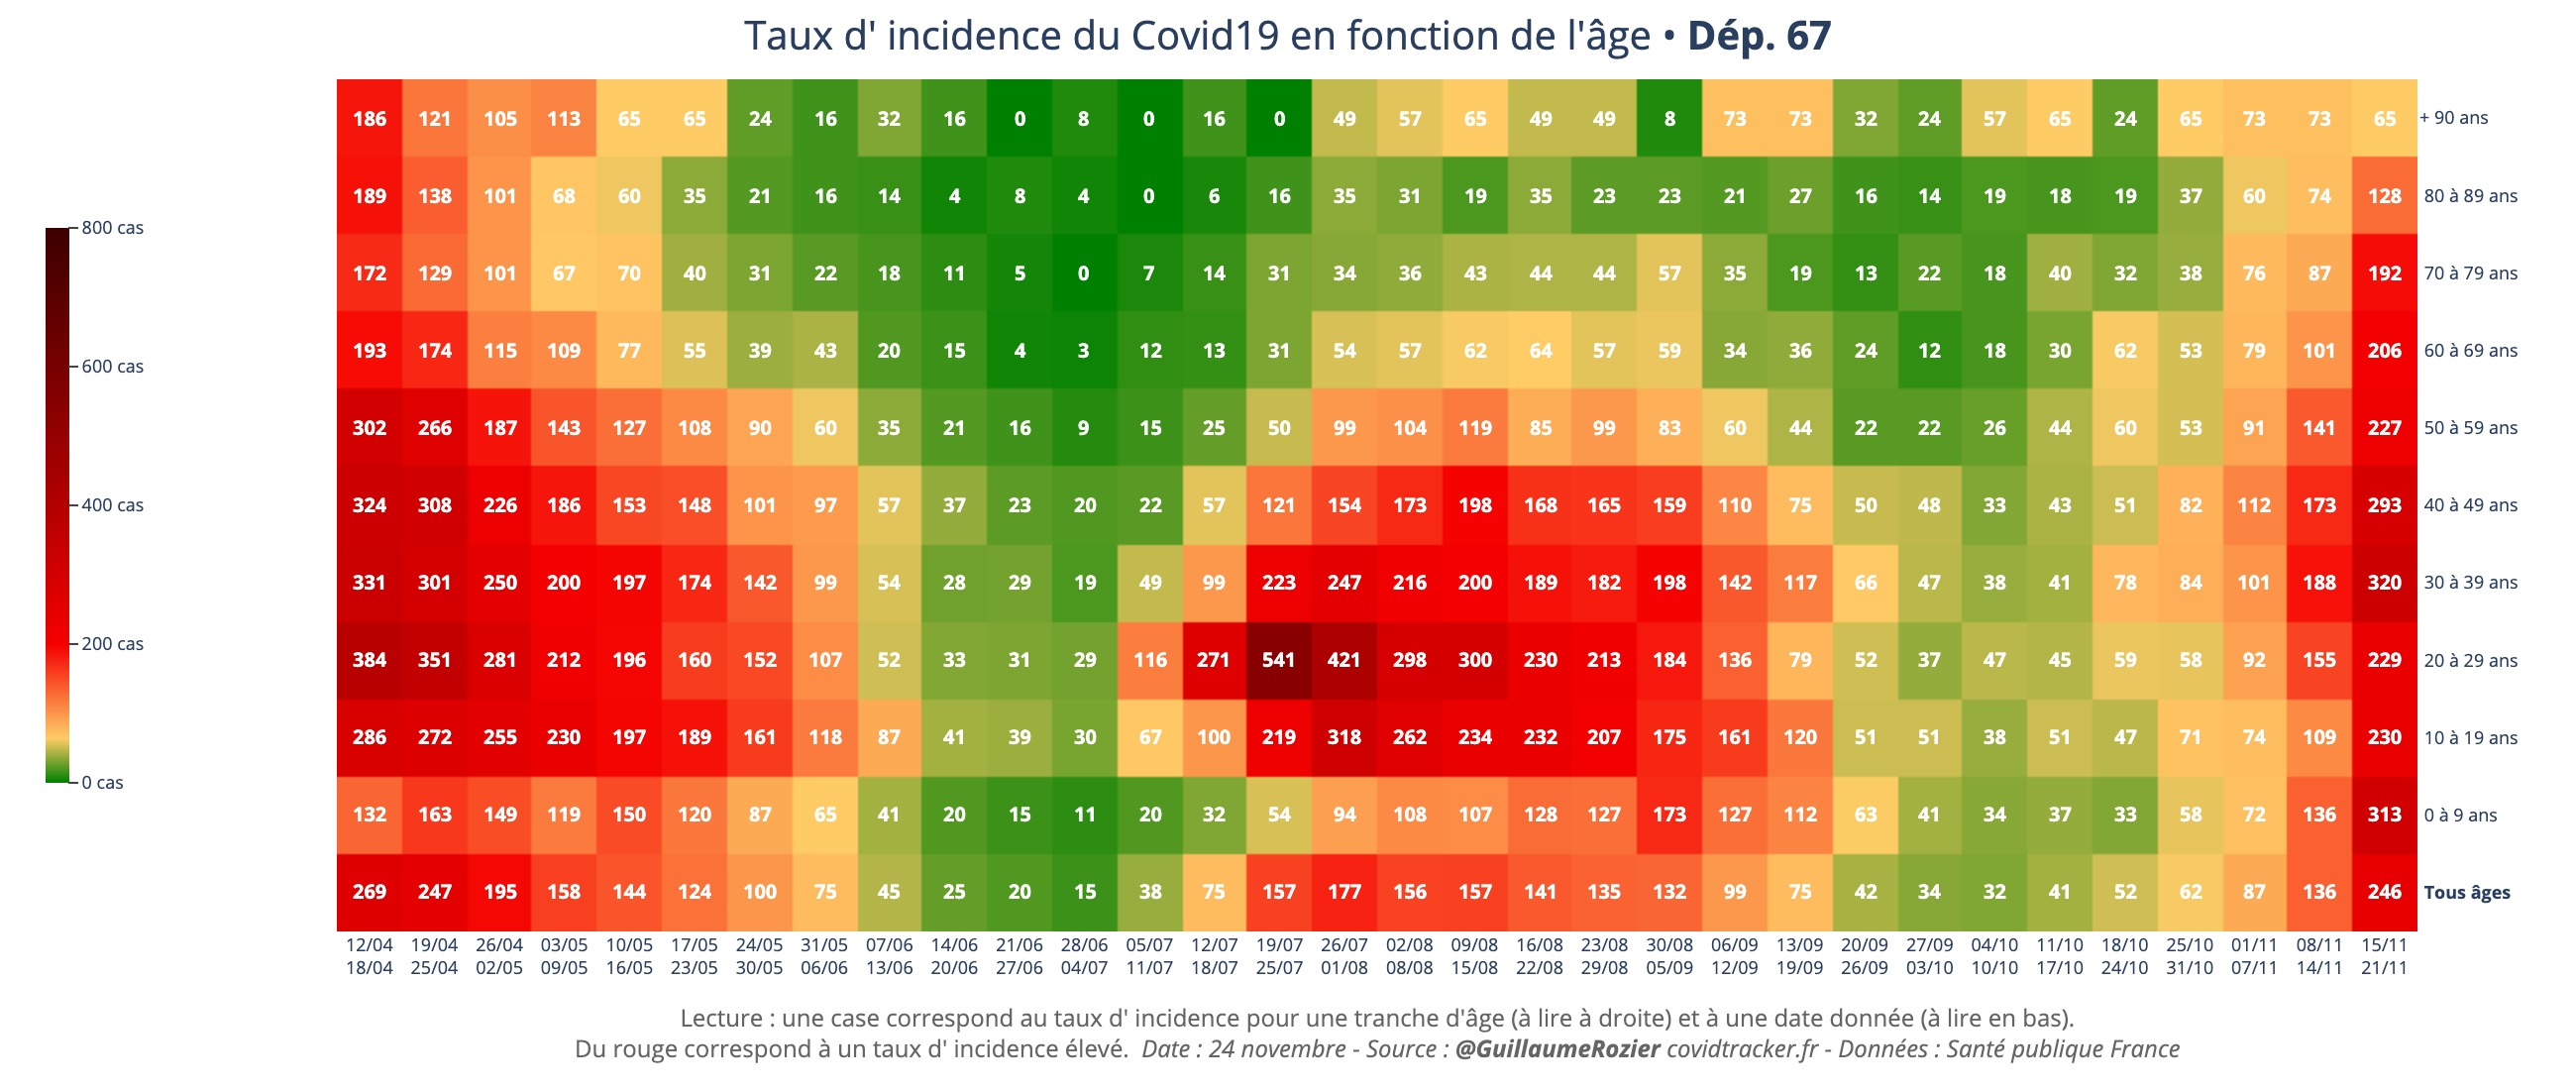 Taux d' incidence du Covid19 en fonction de l'âge • Dép. 67
800 cas
600 cas
400 cas
200 cas
0 cas
186 121 105 113 65 65 24 16 32 16 0 8 0 16 0 49 57 65 49 49 8 73 73 32 24 57 65 24 65 73 73 65 + 90 ans
189 138 101 68 60 35 21 16 14 4 8 4 0 6 16 35 31 19 35 23 23 21 27 16 14 19 18 19 37 60 74 128 80 à 89 ans
172 129 101 67 70 40 31 22 18 11 5 0 7 14 31 34 36 43 44 44 57 35 19 13 22 18 40 32 38 76 87 192 70 à 79 ans
193 174 115 109 77 55 39 43 20 15 4 3 12 13 31 54 57 62 64 57 59 34 36 24 12 18 30 62 53 79 101 206 60 à 69 ans
302 266 187 143 127 108 90 60 35 21 16 9 15 25 50 99 104 119 85 99 83 60 44 22 22 26 44 60 53 91 141 227 50 à 59 ans
324 308 226 186 153 148 101 97 57 37 23 20 22 57 121 154 173 198 168 165 159 110 75 50 48 33 43 51 82 112 173 293 40 à 49 ans
331 301 250 200 197 174 142 99 54 28 29 19 49 99 223 247 216 200 189 182 198 142 117 66 47 38 41 78 84 101 188 320 30 à 39 ans
384 351 281 212 196 160 152 107 52 33 31 29 116 271 541 421 298 300 230 213 184 136 79 52 37 47 45 59 58 92 155 229 20 à 29 ans
286 272 255 230 197 189 161 118 87 41 39 30 67 100 219 318 262 234 232 207 175 161 120 51 51 38 51 47 71 74 109 230 10 à 19 ans
132 163 149 119 150 120 87 65 41 20 15 11 20 32 54 94 108 107 128 127 173 127 112 63 41 34 37 33 58 72 136 313 0 à 9 ans
269 247 195 158 144 124 100 75 45 25 20 15 38 75 157 177 156 157 141 135 132 99 75 42 34 32 41 52 62 87 136 246 Tous âges
12/04 19/04 26/04 03/05 10/05 17/05 24/05 31/05 07/06 14/06 21/06 28/06 05/07 12/07 19/07 26/07 02/08 09/08 16/08 23/08 30/08 06/09 13/09 20/09 27/09 04/10 11/10 18/10 25/10 01/11 08/11 15/11
18/04 25/04 02/05 09/05 16/05 23/05 30/05 06/06 13/06 20/06 27/06 04/07 11/07 18/07 25/07 01/08 08/08 15/08 22/08 29/08 05/09 12/09 19/09 26/09 03/10 10/10 17/10 24/10 31/10 07/11 14/11 21/11
Lecture : une case correspond au taux d' incidence pour une tranche d'âge (à lire à droite) et à une date donnée (à lire en bas).
Du rouge correspond à un taux d' incidence élevé. Date : 24 novembre - Source : @GuillaumeRozier covidtracker.fr - Données : Santé publique France